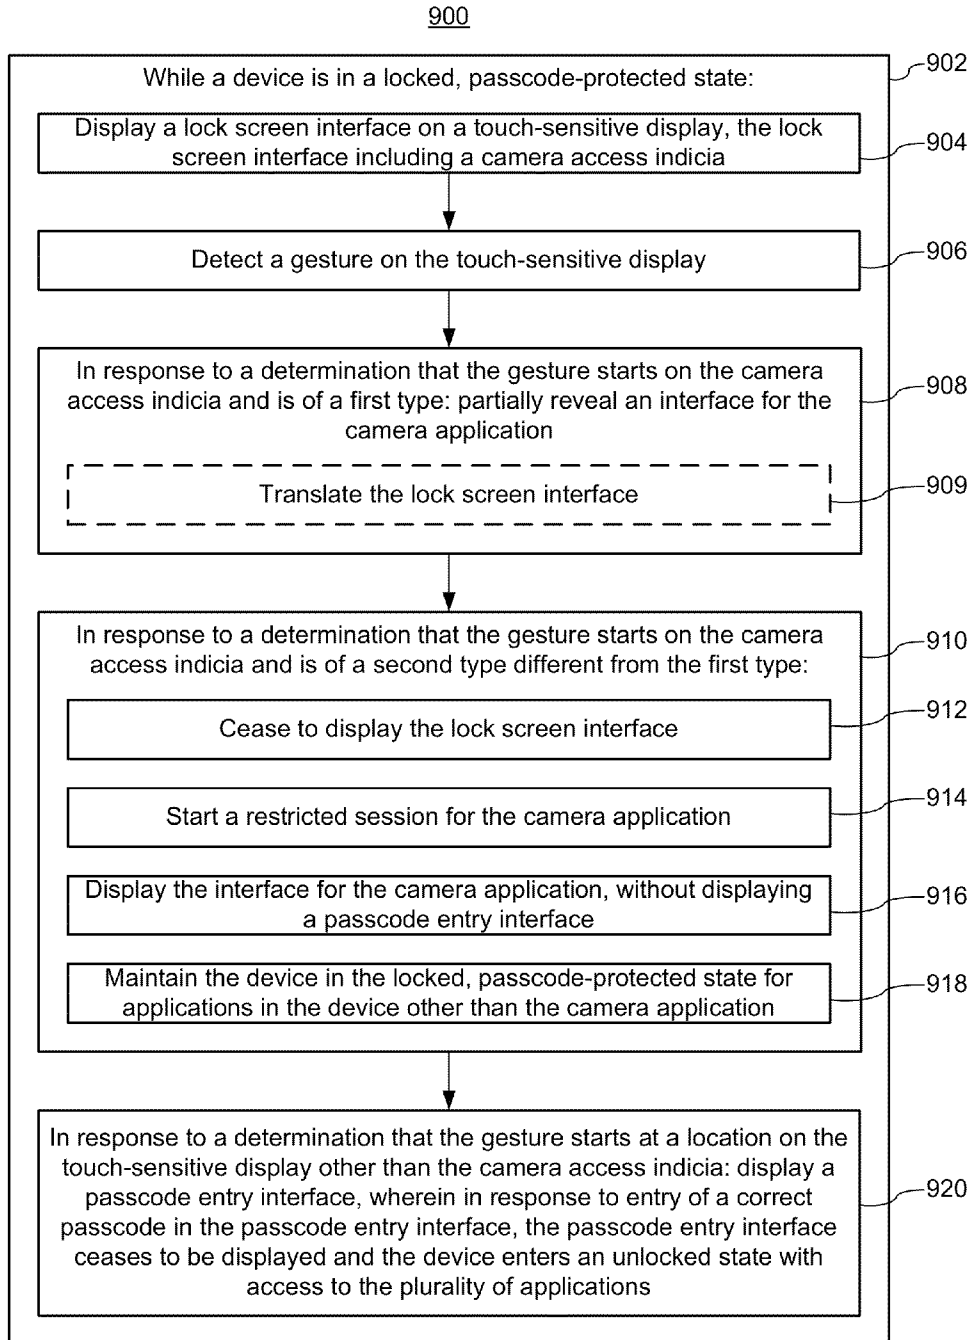 900
While a device is in a locked, passcode-protected state:
902
Display a lock screen interface on a touch-sensitive display, the lock
screen interface including a camera access indicia
904
Detect a gesture on the touch-sensitive display
906
In response to a determination that the gesture starts on the camera
access indicia and is of a first type: partially reveal an interface for the
camera application
908
Translate the lock screen interface
909
In response to a determination that the gesture starts on the camera
access indicia and is of a second type different from the first type:
910
Cease to display the lock screen interface
912
Start a restricted session for the camera application
914
Display the interface for the camera application, without displaying
a passcode entry interface
916
Maintain the device in the locked, passcode-protected state for
applications in the device other than the camera application
918
In response to a determination that the gesture starts at a location on the
touch-sensitive display other than the camera access indicia: display a
passcode entry interface, wherein in response to entry of a correct
passcode in the passcode entry interface, the passcode entry interface
ceases to be displayed and the device enters an unlocked state with
access to the plurality of applications
920